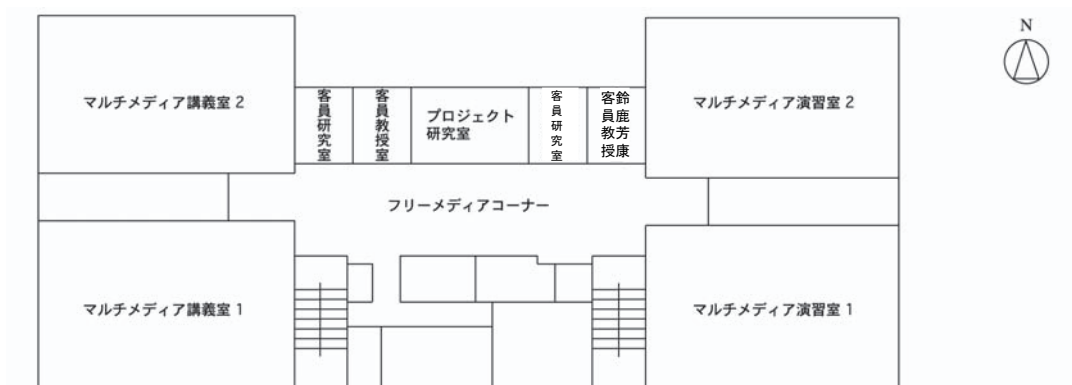 N
マルチメディア講義室 2
客員研究室
客員教授室
プロジェクト
研究室
客員研究室
鈴鹿芳康
客員教授
マルチメディア演習室 2
フリーメディアコーナー
マルチメディア講義室 1
マルチメディア演習室 1